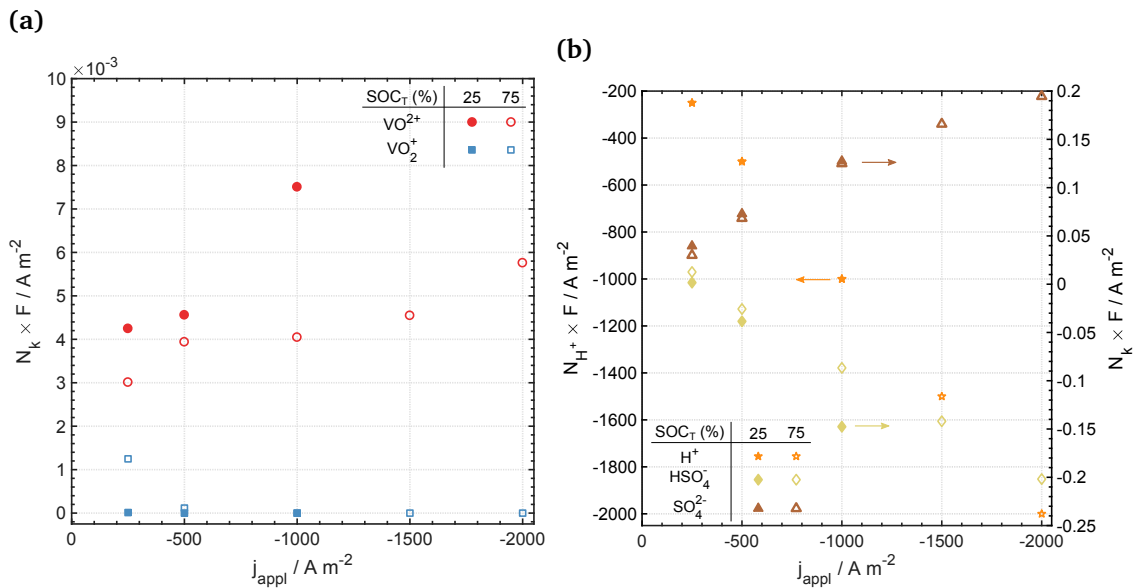 (a)
× 10⁻³
10
9
8
7
6
5
4
3
2
1
0
N_k × F / A m⁻²
SOC_T (%) 25 75
VO²⁺
VO₂⁺
0 -500 -1000 -1500 -2000
j_appl / A m⁻²
(b)
-200
-400
-600
-800
-1000
-1200
-1400
-1600
-1800
-2000
N_H⁺ × F / A m⁻²
0.2
0.15
0.1
0.05
0
-0.05
-0.1
-0.15
-0.2
-0.25
N_k × F / A m⁻²
SOC_T (%) 25 75
H⁺
HSO₄⁻
SO₄²⁻
0 -500 -1000 -1500 -2000
j_appl / A m⁻²